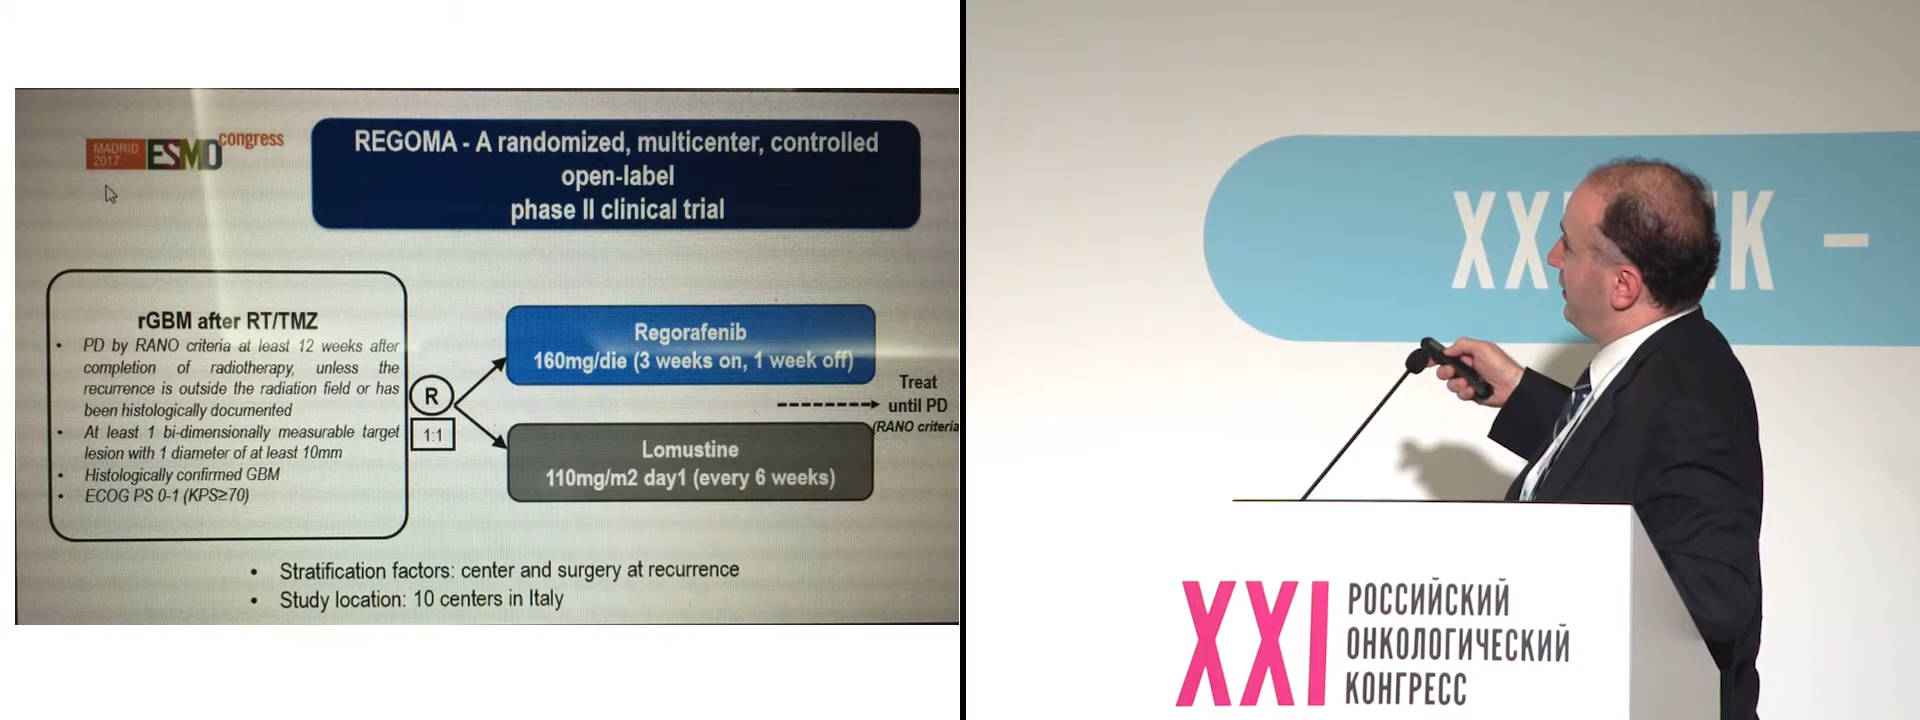 MADRID
2017
ESMO
congress
REGOMA - A randomized, multicenter, controlled
open-label
phase II clinical trial
rGBM after RT/TMZ
• PD by RANO criteria at least 12 weeks after
completion of radiotherapy, unless the
recurrence is outside the radiation field or has
been histologically documented
• At least 1 bi-dimensionally measurable target
lesion with 1 diameter of at least 10mm
• Histologically confirmed GBM
• ECOG PS 0-1 (KPS≥70)
R
1:1
Regorafenib
160mg/die (3 weeks on, 1 week off)
Lomustine
110mg/m2 day1 (every 6 weeks)
Treat
until PD
(RANO criteria
• Stratification factors: center and surgery at recurrence
• Study location: 10 centers in Italy
XXI
РОССИЙСКИЙ
ОНКОЛОГИЧЕСКИЙ
КОНГРЕСС